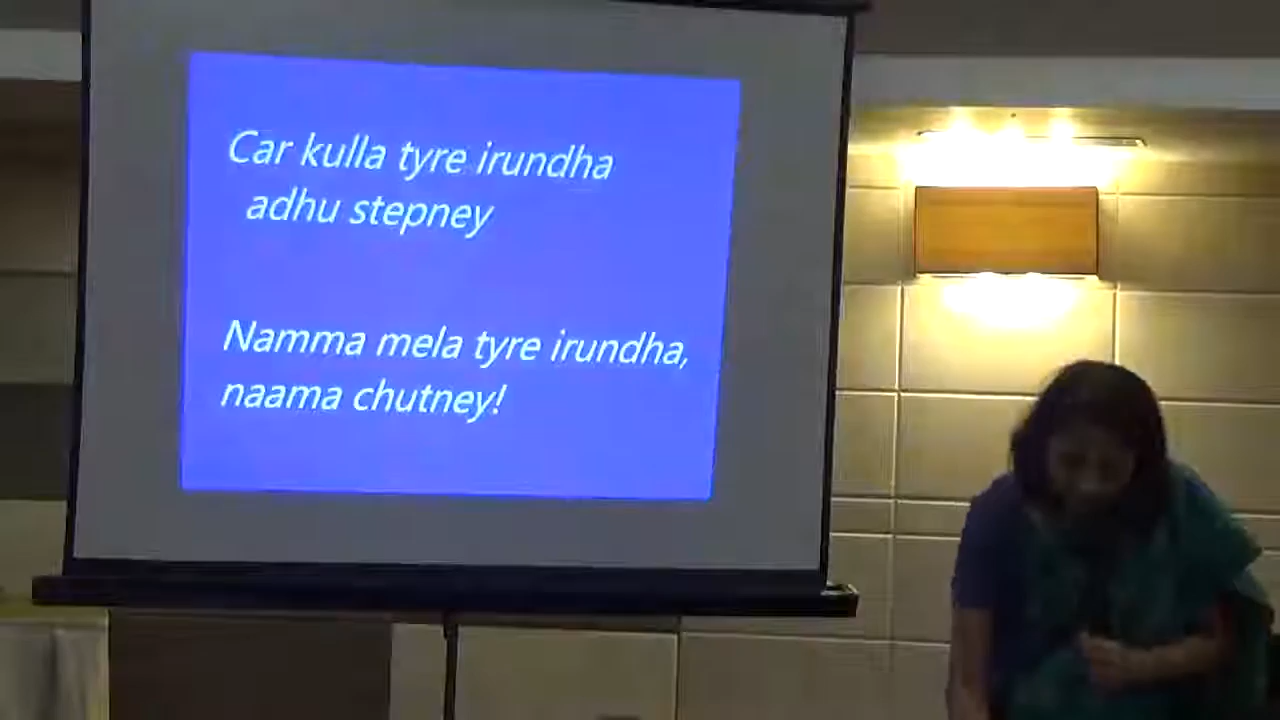 Car kulla tyre irundha
adhu stepney
Namma mela tyre irundha,
naama chutney!